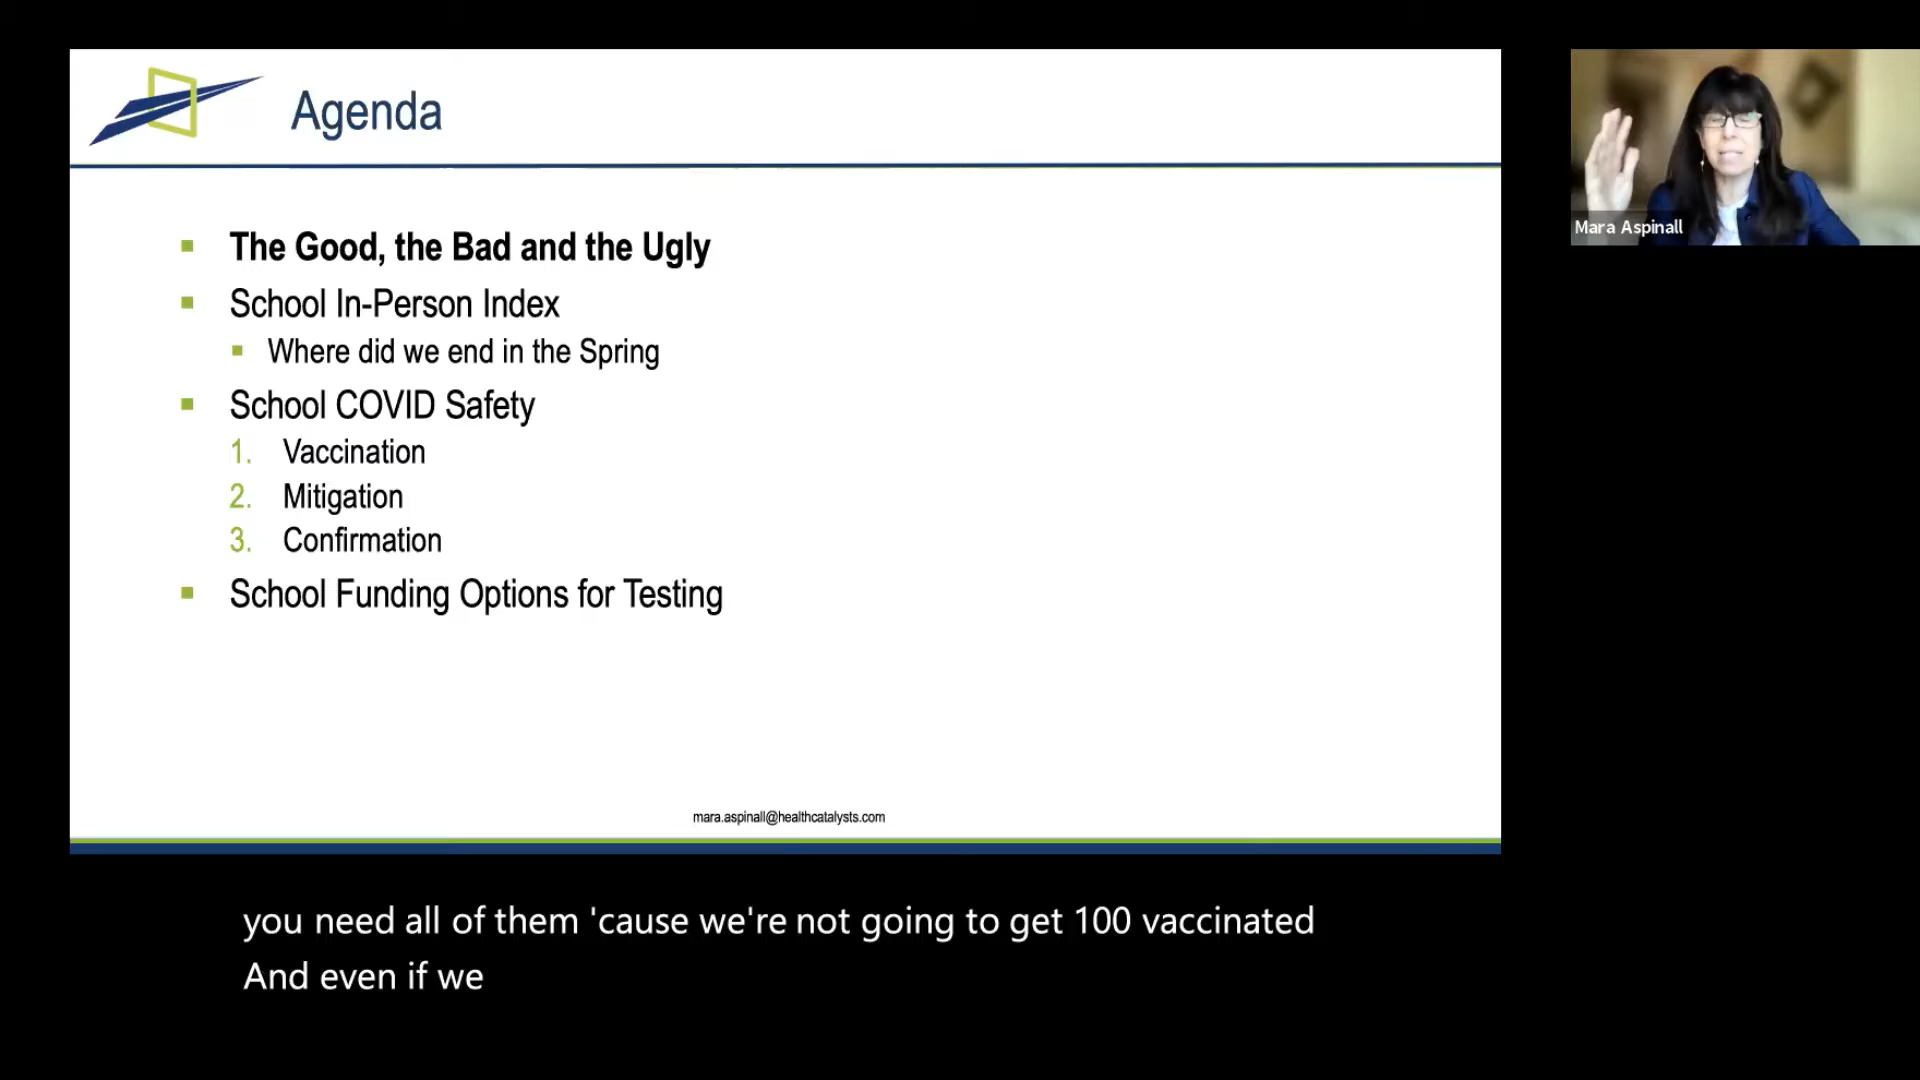 Agenda
The Good, the Bad and the Ugly
School In-Person Index
Where did we end in the Spring
School COVID Safety
1. Vaccination
2. Mitigation
3. Confirmation
School Funding Options for Testing
mara.aspinall@healthcatalysts.com
Mara Aspinall
you need all of them 'cause we're not going to get 100 vaccinated
And even if we